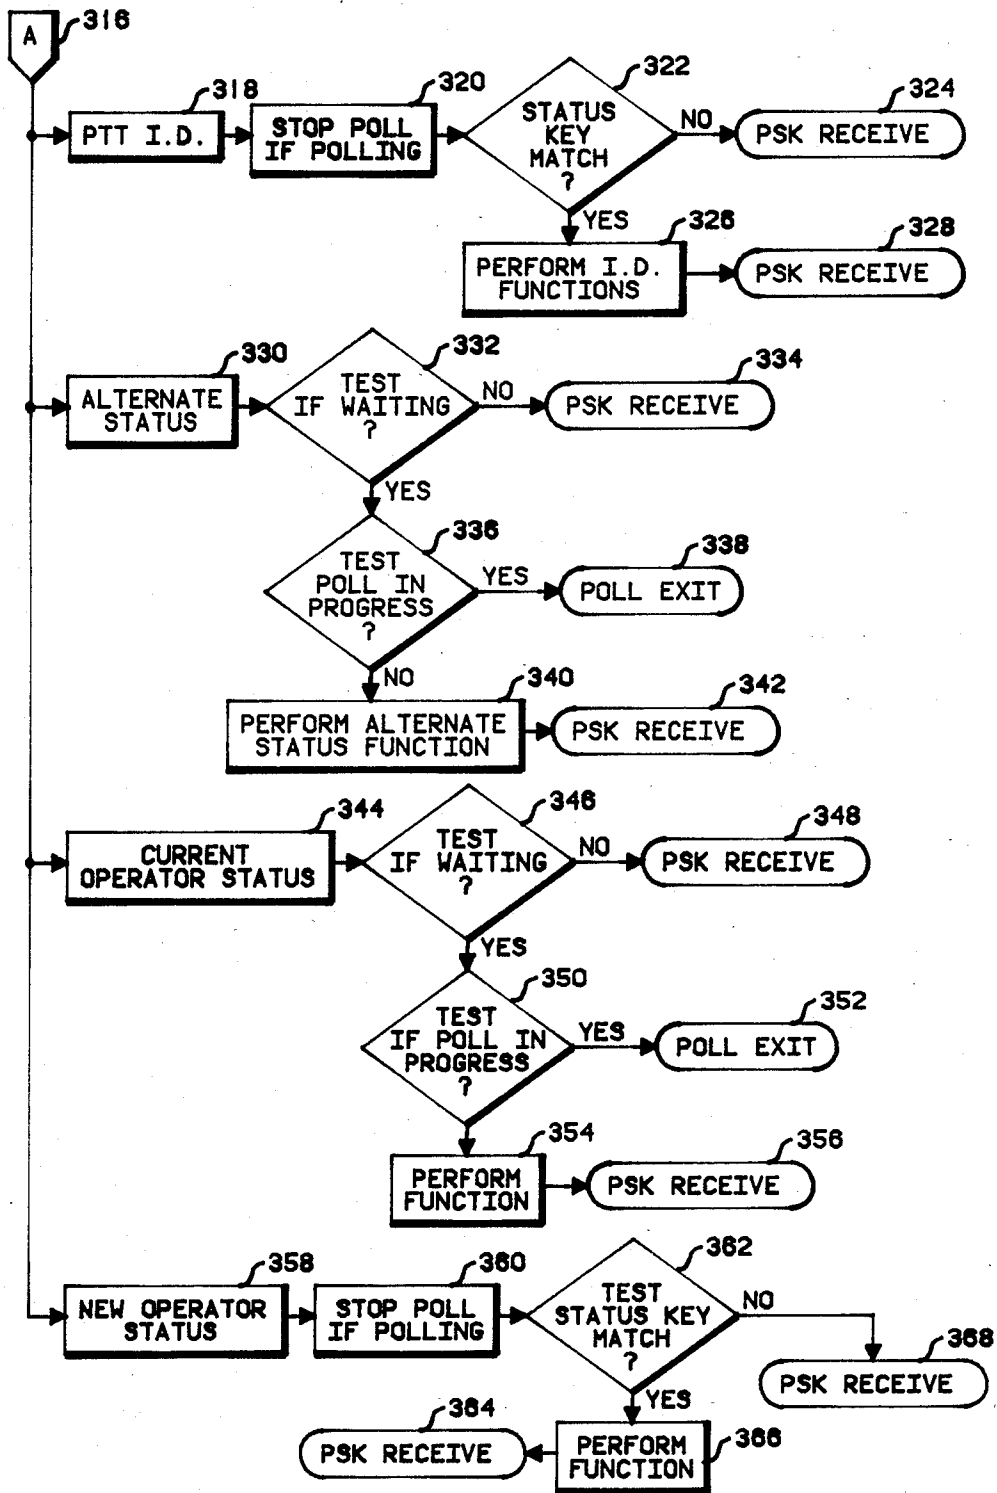 A
316
318
PTT I.D.
320
STOP POLL
IF POLLING
322
STATUS
KEY
MATCH
?
NO
324
PSK RECEIVE
YES
326
PERFORM I.D.
FUNCTIONS
328
PSK RECEIVE
330
ALTERNATE
STATUS
332
TEST
IF WAITING
?
NO
334
PSK RECEIVE
YES
336
TEST
POLL IN
PROGRESS
?
YES
338
POLL EXIT
NO
340
PERFORM ALTERNATE
STATUS FUNCTION
342
PSK RECEIVE
344
CURRENT
OPERATOR STATUS
346
TEST
IF WAITING
?
NO
348
PSK RECEIVE
YES
350
TEST
IF POLL IN
PROGRESS
?
YES
352
POLL EXIT
354
PERFORM
FUNCTION
356
PSK RECEIVE
358
NEW OPERATOR
STATUS
360
STOP POLL
IF POLLING
362
TEST
STATUS KEY
MATCH
?
NO
368
PSK RECEIVE
YES
364
PSK RECEIVE
366
PERFORM
FUNCTION